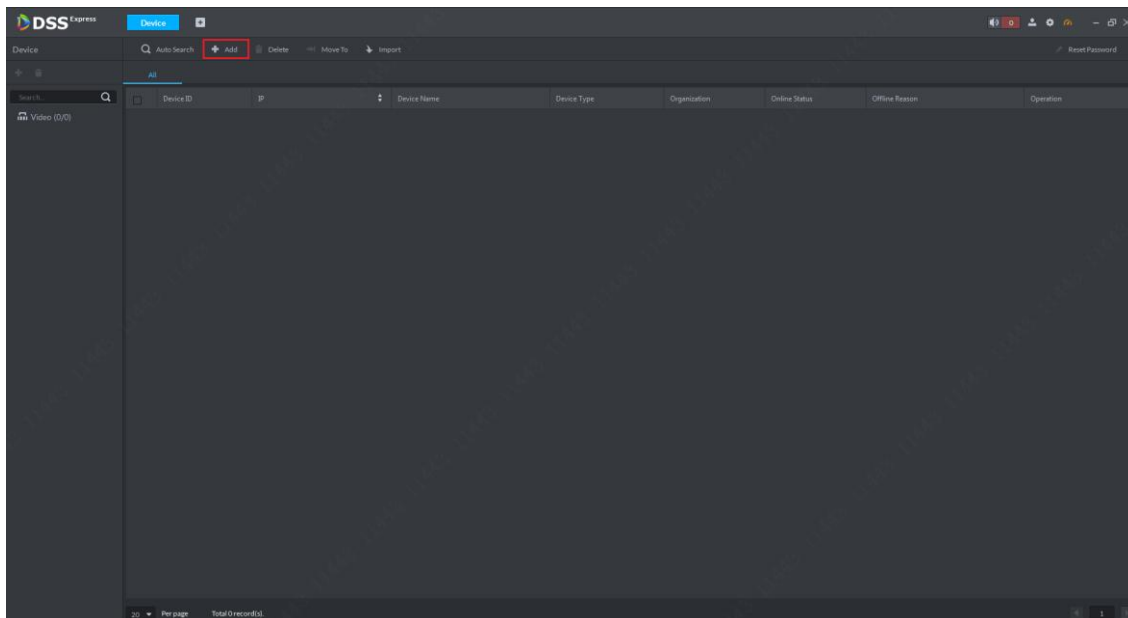 DSS Express Device 0
Device Auto Search Add Delete Move To Import Reset Password
All
Search... Device ID IP Device Name Device Type Organization Online Status Offline Reason Operation
Video (0/0)
20 Per page Total 0 record(s). 1